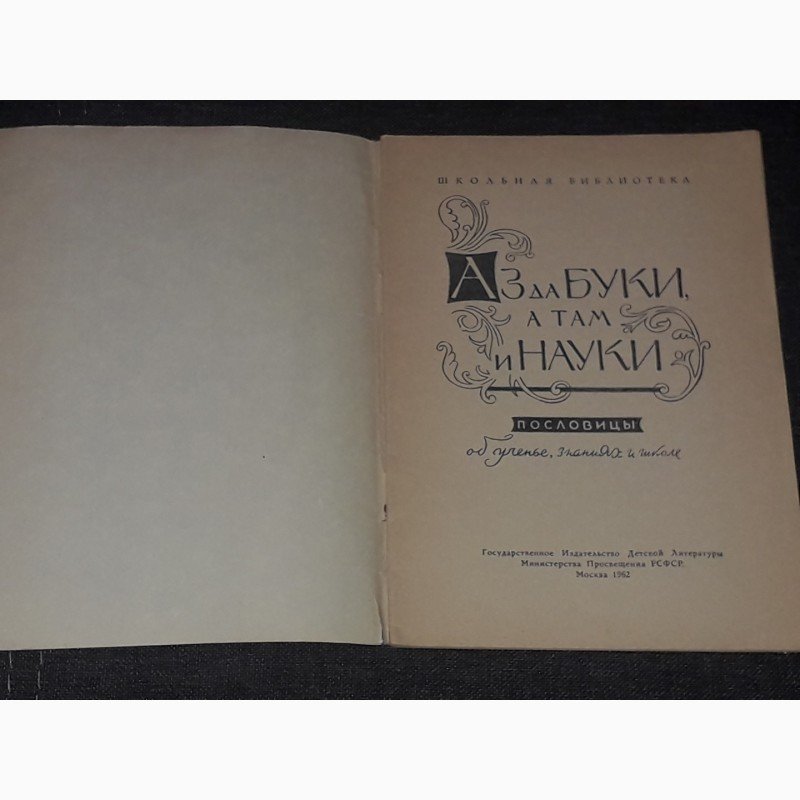 ШКОЛЬНАЯ БИБЛИОТЕКА
АЗ ДА БУКИ,
А ТАМ
И НАУКИ
ПОСЛОВИЦЫ
об ученье, знаниях и школе
Государственное Издательство Детской Литературы
Министерства Просвещения РСФСР
Москва 1962